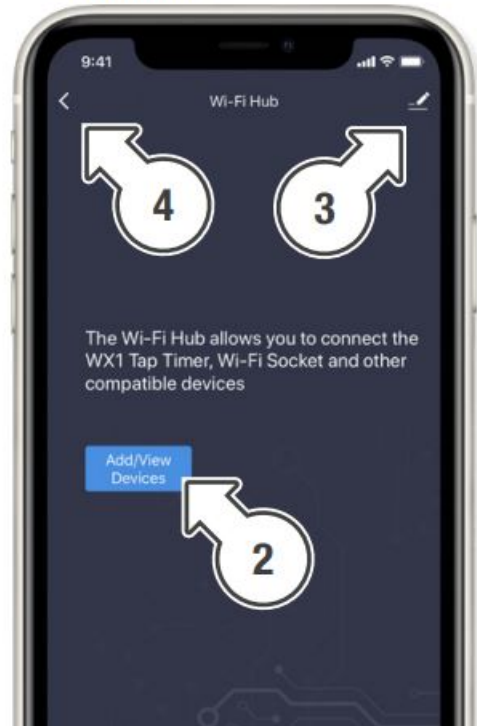 9:41
Wi-Fi Hub
4
3
The Wi-Fi Hub allows you to connect the
WX1 Tap Timer, Wi-Fi Socket and other
compatible devices
Add/View
Devices
2